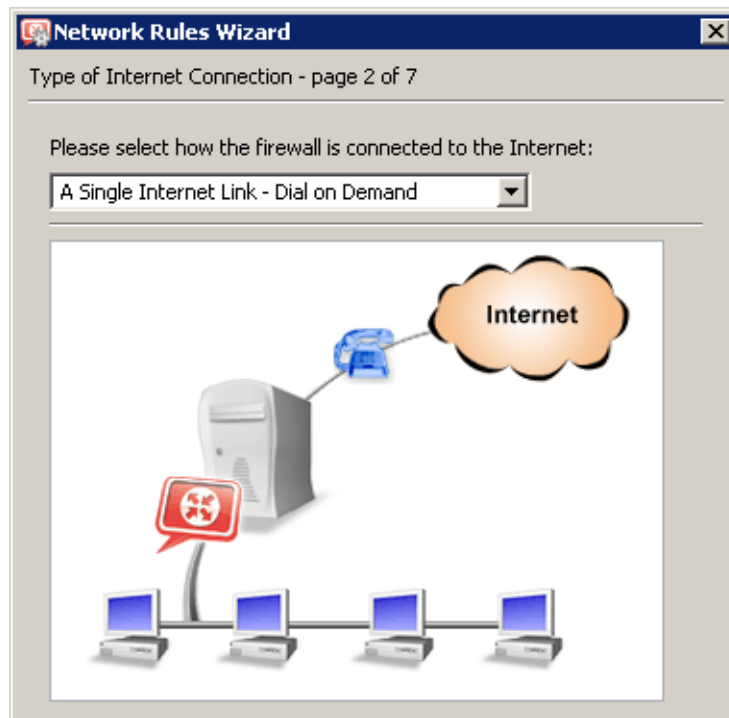 Network Rules Wizard
Type of Internet Connection - page 2 of 7
Please select how the firewall is connected to the Internet:
A Single Internet Link - Dial on Demand
Internet